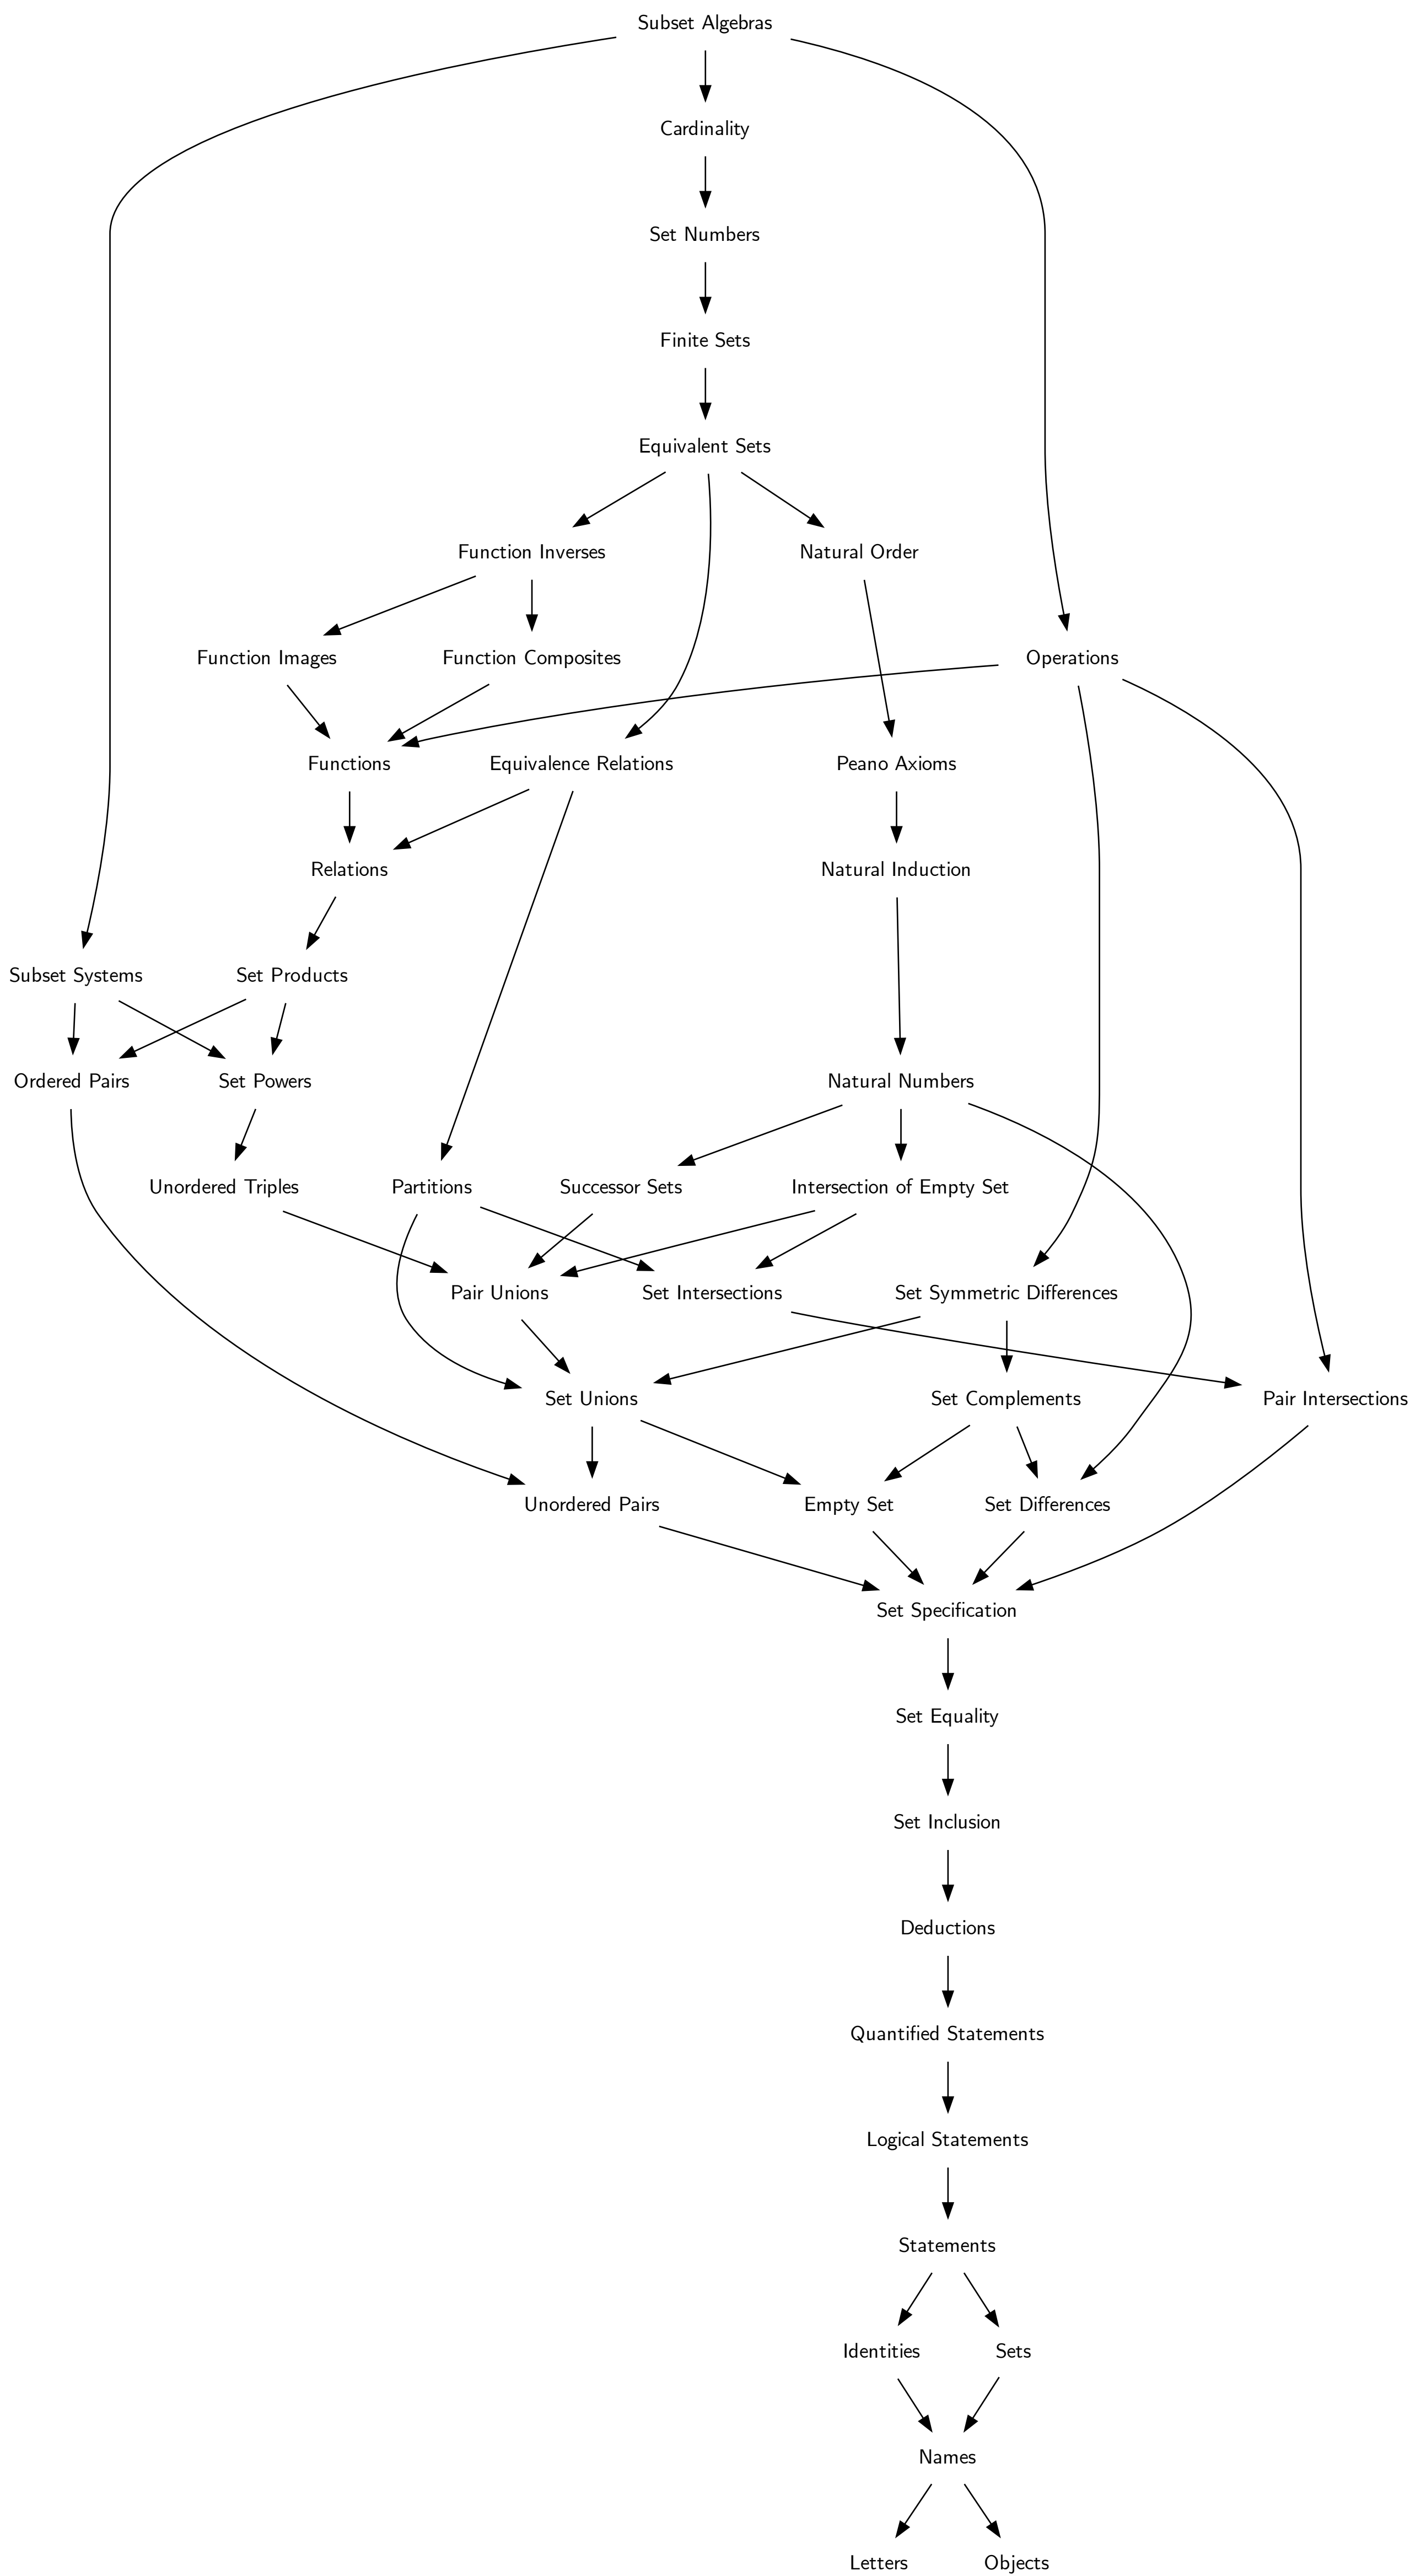 Subset Algebras
Cardinality
Set Numbers
Finite Sets
Equivalent Sets
Function Inverses
Natural Order
Function Images
Function Composites
Operations
Functions
Equivalence Relations
Peano Axioms
Relations
Natural Induction
Subset Systems
Set Products
Ordered Pairs
Set Powers
Natural Numbers
Unordered Triples
Partitions
Successor Sets
Intersection of Empty Set
Pair Unions
Set Intersections
Set Symmetric Differences
Set Unions
Set Complements
Pair Intersections
Unordered Pairs
Empty Set
Set Differences
Set Specification
Set Equality
Set Inclusion
Deductions
Quantified Statements
Logical Statements
Statements
Identities
Sets
Names
Letters
Objects